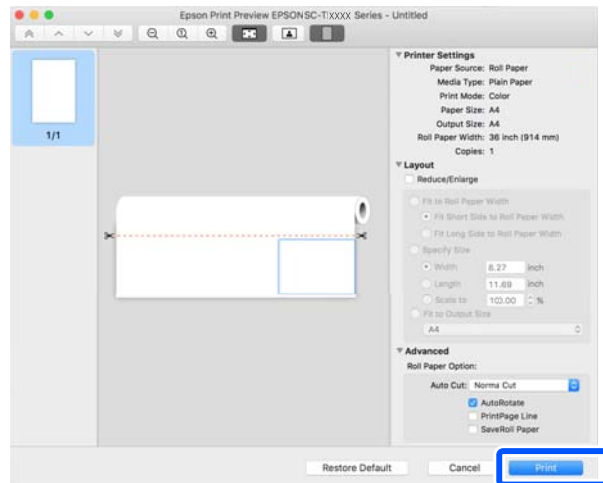 Epson Print Preview EPSONSC-TXXXX Series - Untitled
1/1
Printer Settings
Paper Source: Roll Paper
Media Type: Plain Paper
Print Mode: Color
Paper Size: A4
Output Size: A4
Roll Paper Width: 36 inch (914 mm)
Copies: 1
Layout
Reduce/Enlarge
Fit to Roll Paper Width
Fit Short Side to Roll Paper Width
Fit Long Side to Roll Paper Width
Specify Size
Width 8.27 inch
Length 11.69 inch
Scale to 100.00 %
Fit to Output Size
A4
Advanced
Roll Paper Option:
Auto Cut: Norma Cut
AutoRotate
PrintPage Line
SaveRoll Paper
Restore Default Cancel Print